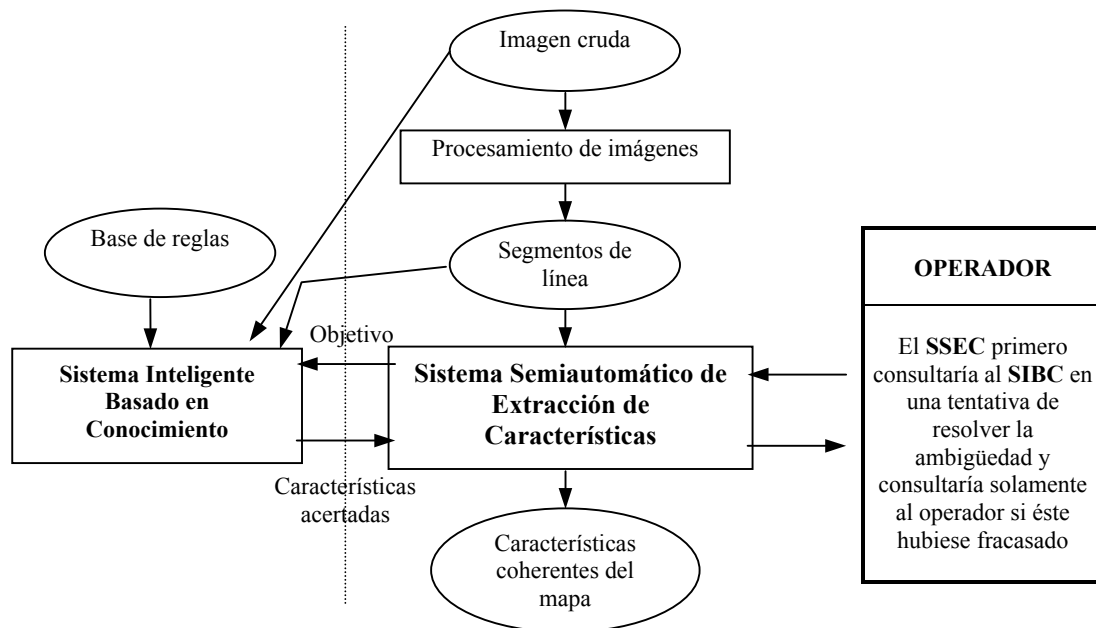 Imagen cruda
Procesamiento de imágenes
Base de reglas
Segmentos de
línea
OPERADOR
El SSEC primero
consultaría al SIBC en
una tentativa de
resolver la
ambigüedad y
consultaría solamente
al operador si éste
hubiese fracasado
Objetivo
Sistema Inteligente
Basado en
Conocimiento
Sistema Semiautomático de
Extracción de
Características
Características
acertadas
Características
coherentes del
mapa